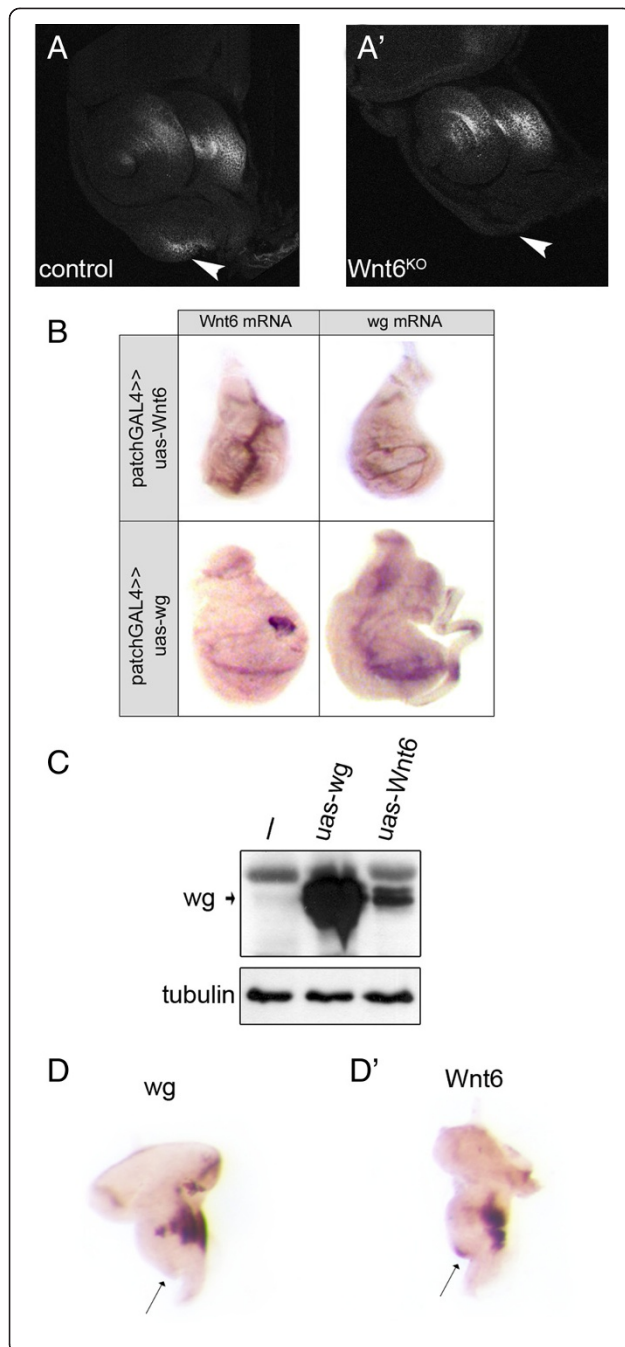 A
A'
control
Wnt6ᴷᴼ
B
Wnt6 mRNA
wg mRNA
patchGAL4>>
uas-Wnt6
patchGAL4>>
uas-wg
C
/
uas-wg
uas-Wnt6
wg
tubulin
D
D'
wg
Wnt6